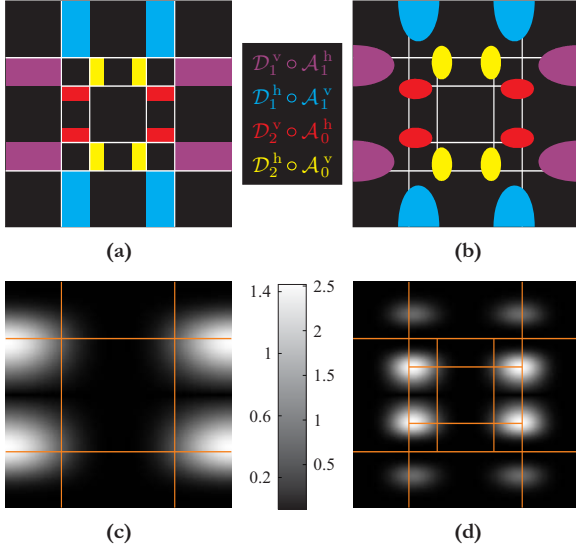 𝒟₁ᵛ ∘ 𝒜₁ʰ
𝒟₁ʰ ∘ 𝒜₁ᵛ
𝒟₂ᵛ ∘ 𝒜₀ʰ
𝒟₂ʰ ∘ 𝒜₀ᵛ
(a) (b)
1.4 2.5
2
1
1.5
0.6 1
0.2 0.5
(c) (d)